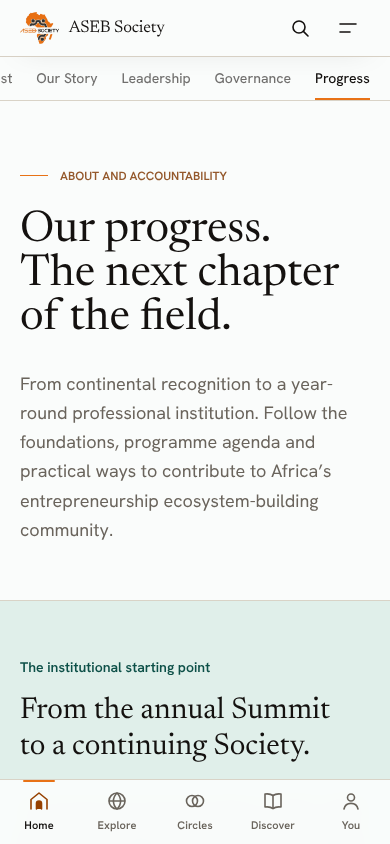 ASEB SOCIETY
ASEB Society
st
Our Story
Leadership
Governance
Progress
ABOUT AND ACCOUNTABILITY
Our progress.
The next chapter
of the field.
From continental recognition to a year-
round professional institution. Follow the
foundations, programme agenda and
practical ways to contribute to Africa’s
entrepreneurship ecosystem-building
community.
The institutional starting point
From the annual Summit
to a continuing Society.
Home
Explore
Circles
Discover
You